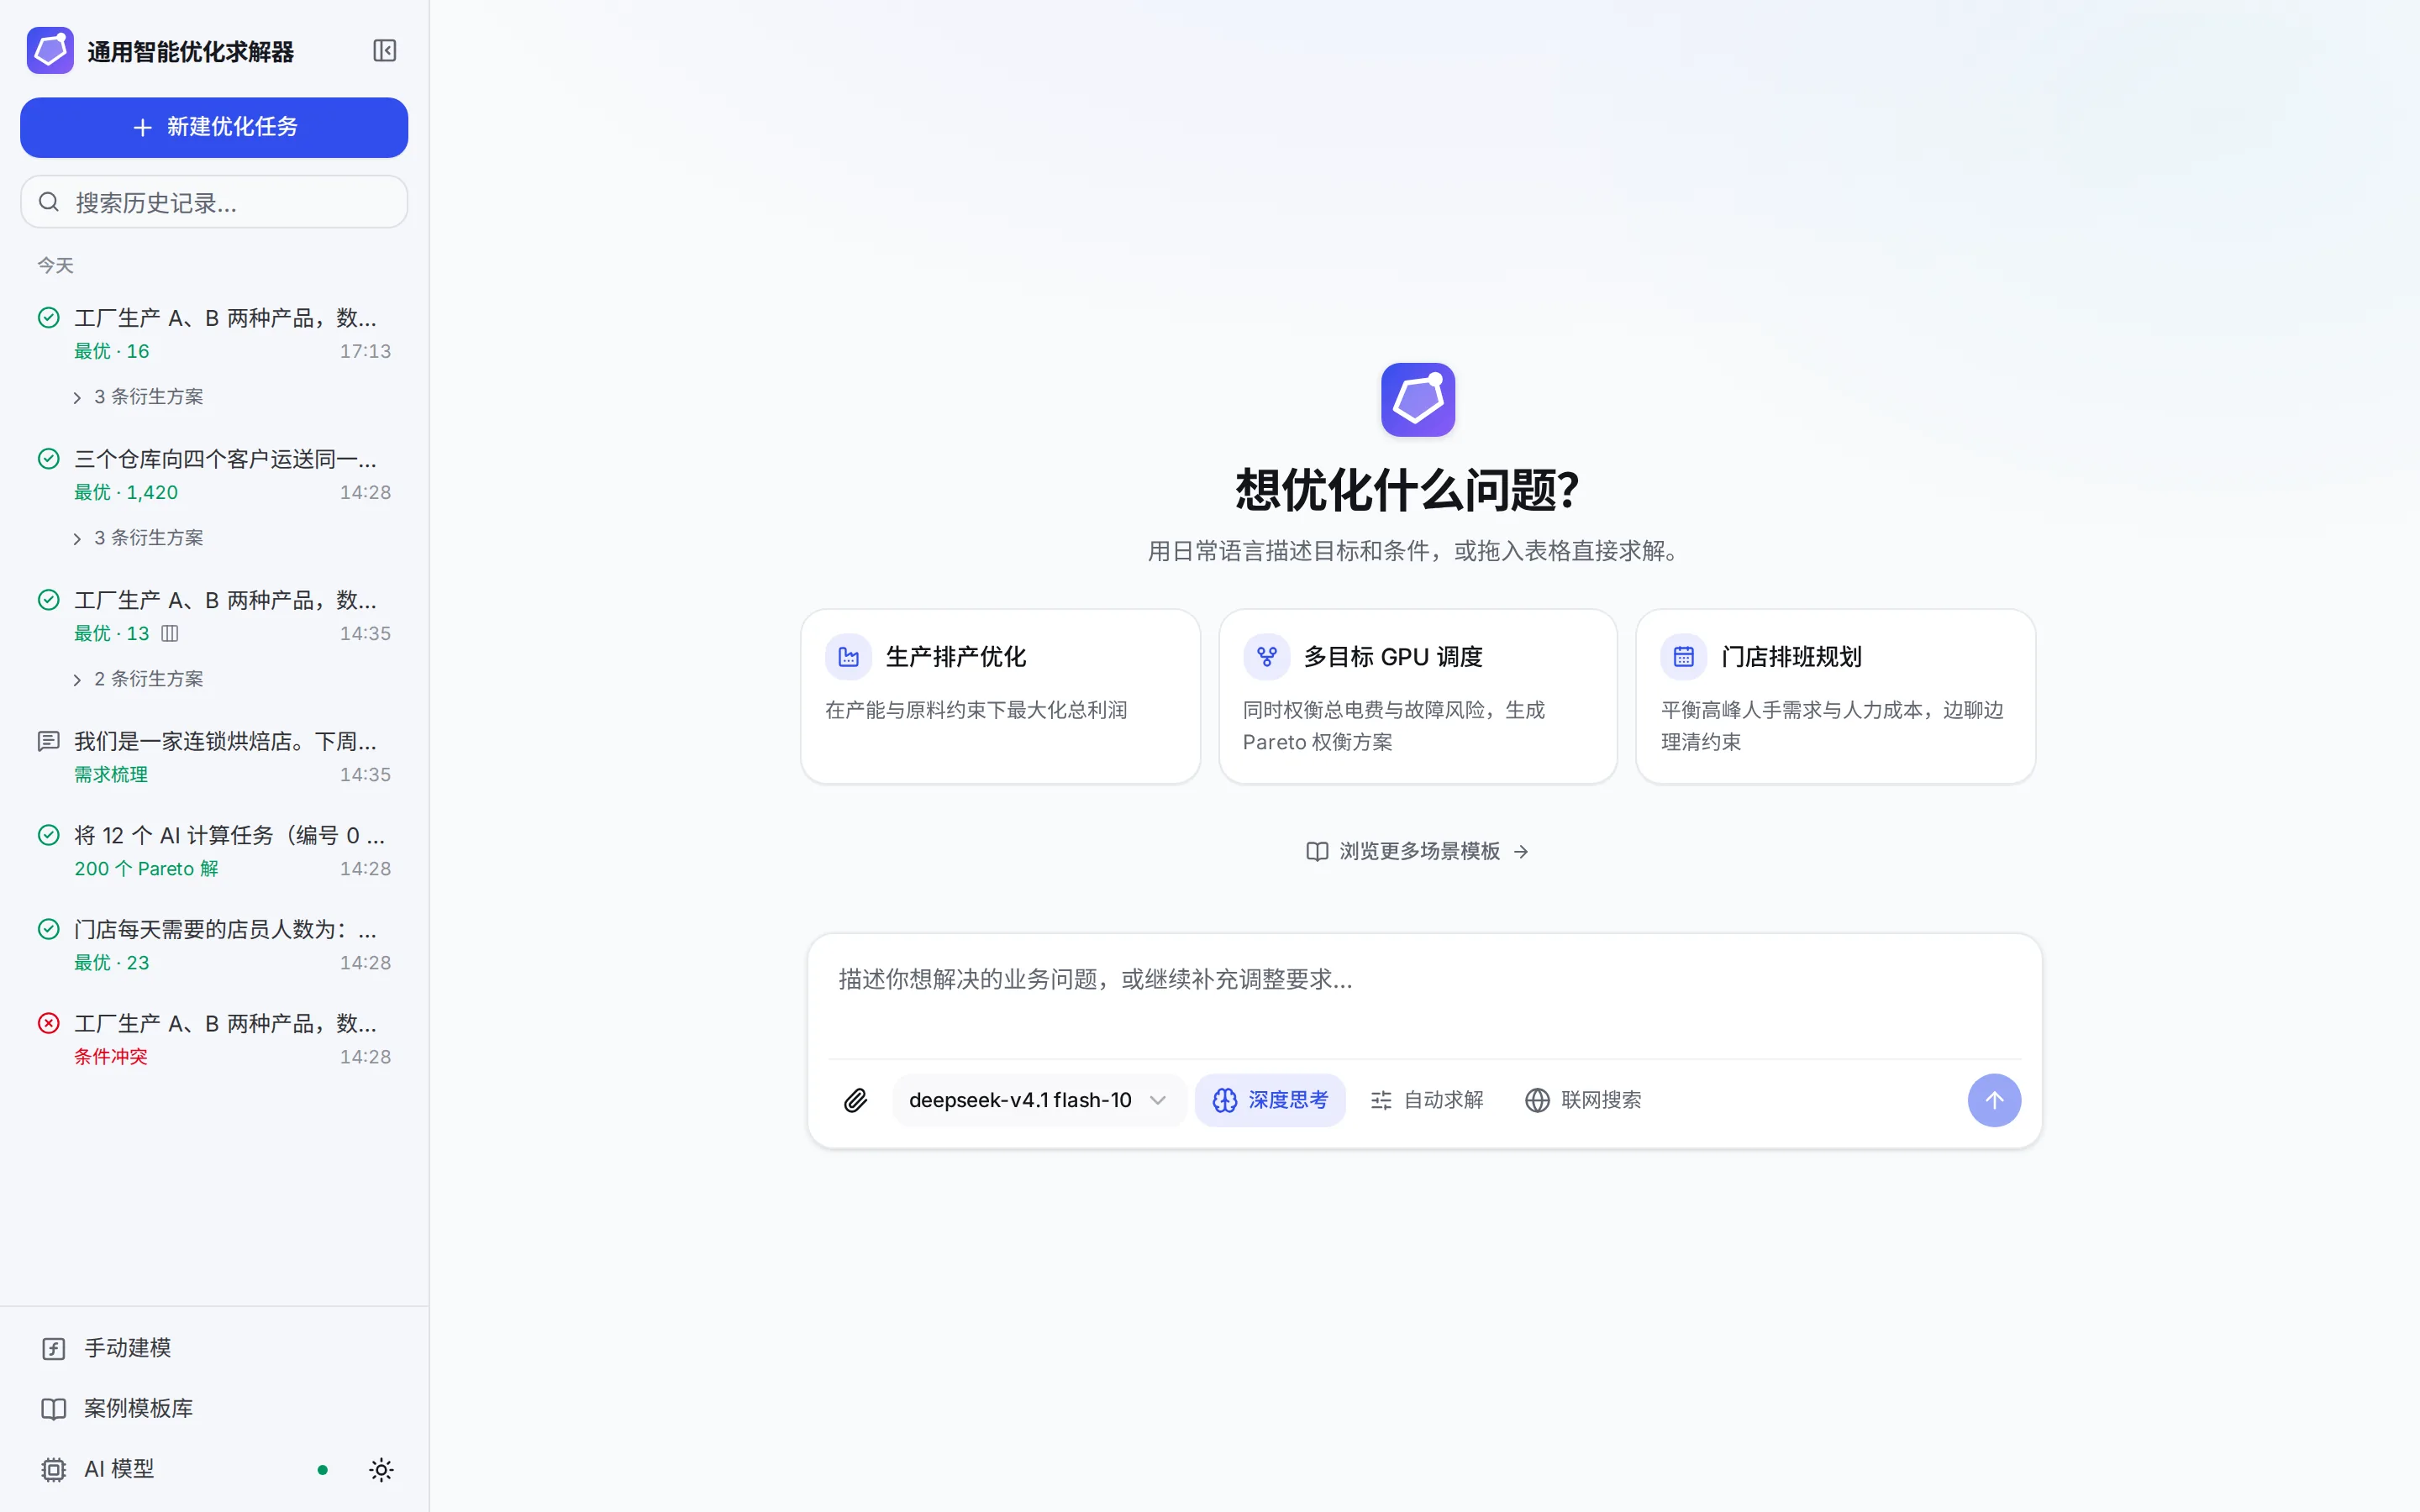 通用智能优化求解器
新建优化任务
搜索历史记录...
今天
工厂生产 A、B 两种产品，数...
最优 · 16 17:13
3 条衍生方案
三个仓库向四个客户运送同一...
最优 · 1,420 14:28
3 条衍生方案
工厂生产 A、B 两种产品，数...
最优 · 13 14:35
2 条衍生方案
我们是一家连锁烘焙店。下周...
需求梳理 14:35
将 12 个 AI 计算任务（编号 0 ...
200 个 Pareto 解 14:28
门店每天需要的店员人数为：...
最优 · 23 14:28
工厂生产 A、B 两种产品，数...
条件冲突 14:28
手动建模
案例模板库
AI 模型
想优化什么问题？
用日常语言描述目标和条件，或拖入表格直接求解。
生产排产优化
在产能与原料约束下最大化总利润
多目标 GPU 调度
同时权衡总电费与故障风险，生成
Pareto 权衡方案
门店排班规划
平衡高峰人手需求与人力成本，边聊边
理清约束
浏览更多场景模板
描述你想解决的业务问题，或继续补充调整要求...
deepseek-v4.1 flash-10 深度思考 自动求解 联网搜索